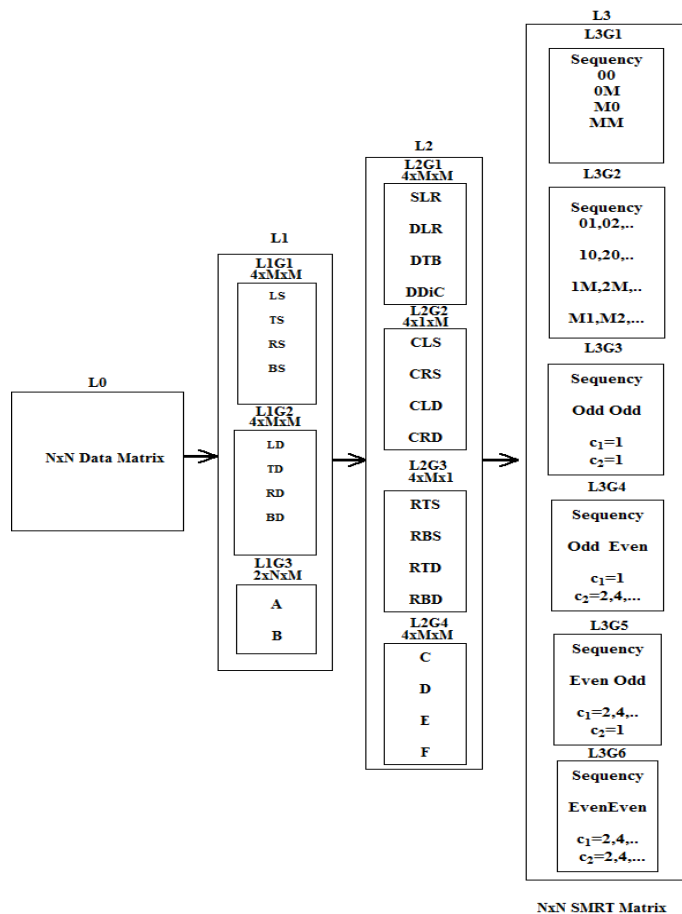 L0
NxN Data Matrix
L1
L1G1
4xMxM
LS
TS
RS
BS
L1G2
4xMxM
LD
TD
RD
BD
L1G3
2xNxM
A
B
L2
L2G1
4xMxM
SLR
DLR
DTB
DDiC
L2G2
4x1xM
CLS
CRS
CLD
CRD
L2G3
4xMx1
RTS
RBS
RTD
RBD
L2G4
4xMxM
C
D
E
F
L3
L3G1
Sequency
00
0M
M0
MM
L3G2
Sequency
01,02,..
10,20,..
1M,2M,..
M1,M2,...
L3G3
Sequency
Odd Odd
c₁=1
c₂=1
L3G4
Sequency
Odd Even
c₁=1
c₂=2,4,...
L3G5
Sequency
Even Odd
c₁=2,4,..
c₂=1
L3G6
Sequency
EvenEven
c₁=2,4,..
c₂=2,4,...
NxN SMRT Matrix